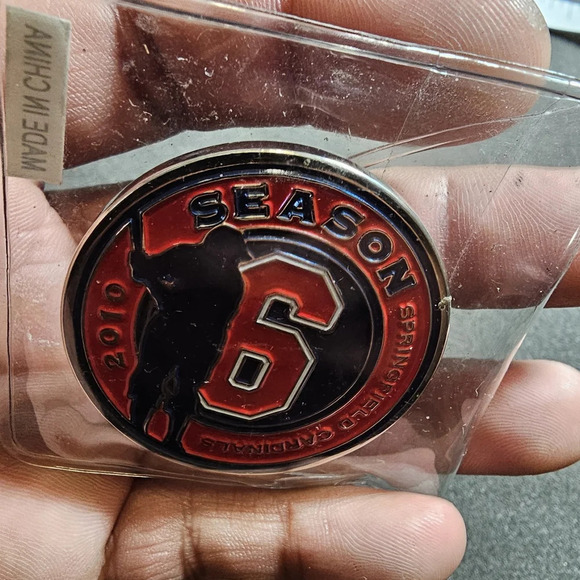 MADE IN CHINA
SEASON
6
2010
SPRINGFIELD CARDINALS